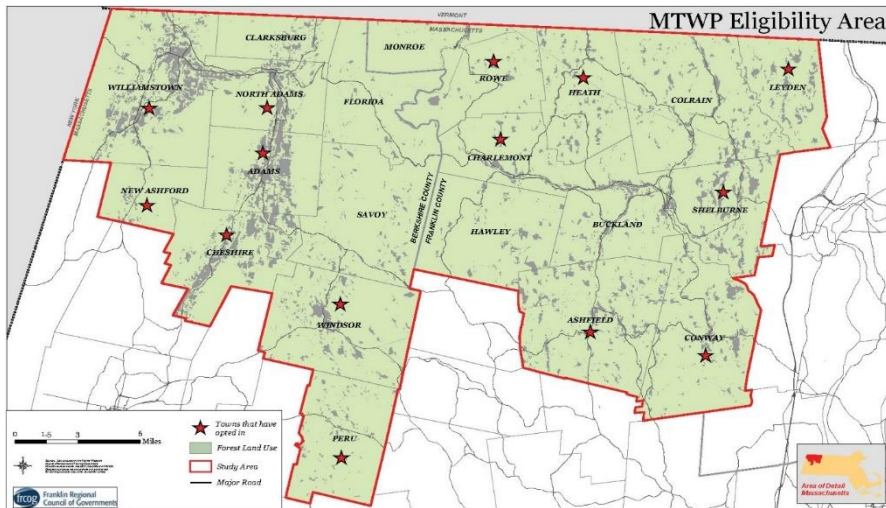 MTWP Eligibility Area
VERMONT
MASSACHUSETTS
NEW YORK
MASSACHUSETTS
CLARKSBURG
MONROE
ROWE
HEATH
LEYDEN
WILLIAMSTOWN
NORTH ADAMS
FLORIDA
COLRAIN
CHARLEMONT
ADAMS
NEW ASHFORD
SAVOY
BERKSHIRE COUNTY
FRANKLIN COUNTY
HAWLEY
BUCKLAND
SHELBURNE
CHESHIRE
WINDSOR
ASHFIELD
CONWAY
PERU
0 1.5 3 6
Miles
Towns that have
opted in
Forest Land Use
Study Area
Major Road
frcog
Franklin Regional
Council of Governments
Area of Detail
Massachusetts